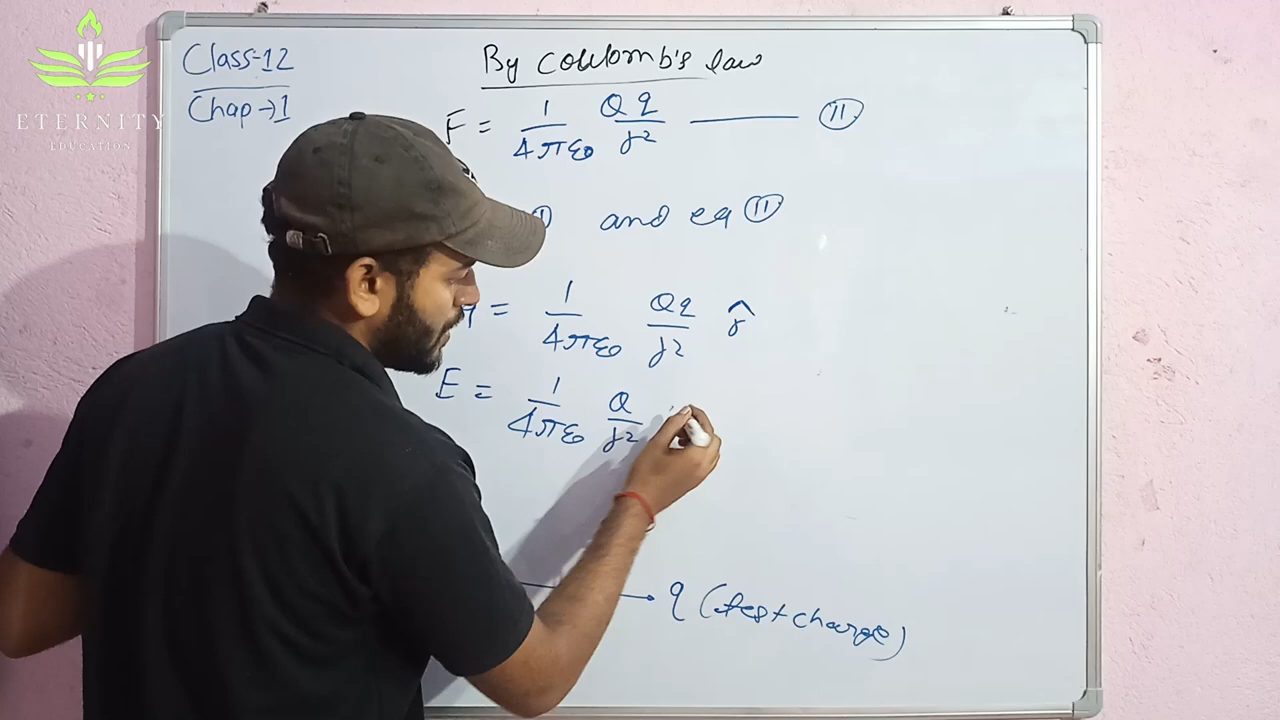 Class-12
Chap→1
ETERNITY
EDUCATION
By Coulomb's law
F = 1/4πε₀ Qq/r² —— (II)
(I) and eq (II)
= 1/4πε₀ Qq/r² r̂
E = 1/4πε₀ Q/r²
q (test charge)